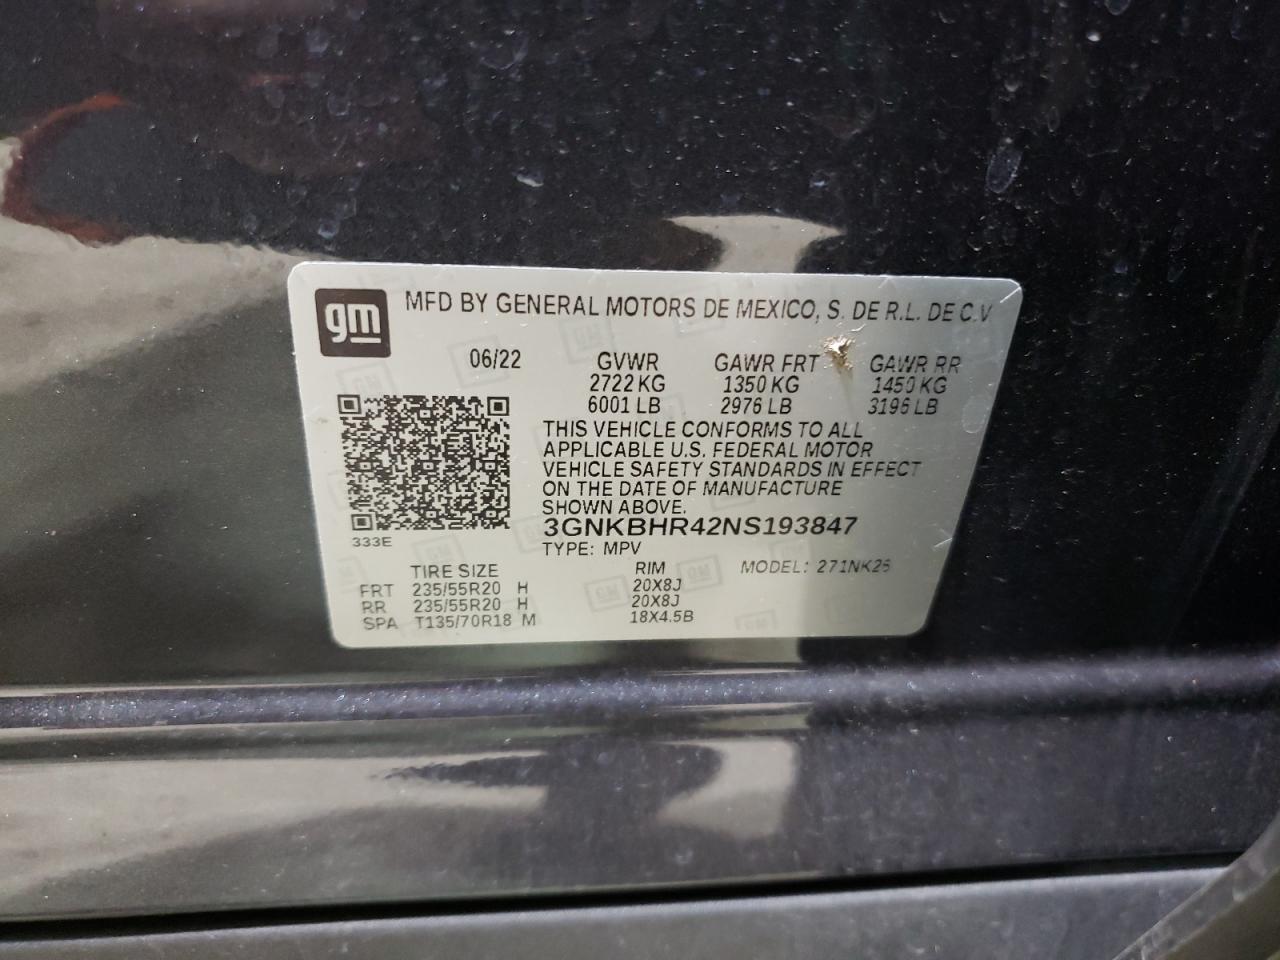 gm
MFD BY GENERAL MOTORS DE MEXICO, S. DE R.L. DE C.V
06/22 GVWR GAWR FRT GAWR RR
2722 KG 1350 KG 1450 KG
6001 LB 2976 LB 3196 LB
THIS VEHICLE CONFORMS TO ALL
APPLICABLE U.S. FEDERAL MOTOR
VEHICLE SAFETY STANDARDS IN EFFECT
ON THE DATE OF MANUFACTURE
SHOWN ABOVE.
3GNKBHR42NS193847
333E
TYPE: MPV
MODEL: 271NK26
TIRE SIZE RIM
FRT 235/55R20 H 20X8J
RR 235/55R20 H 20X8J
SPA T135/70R18 M 18X4.5B